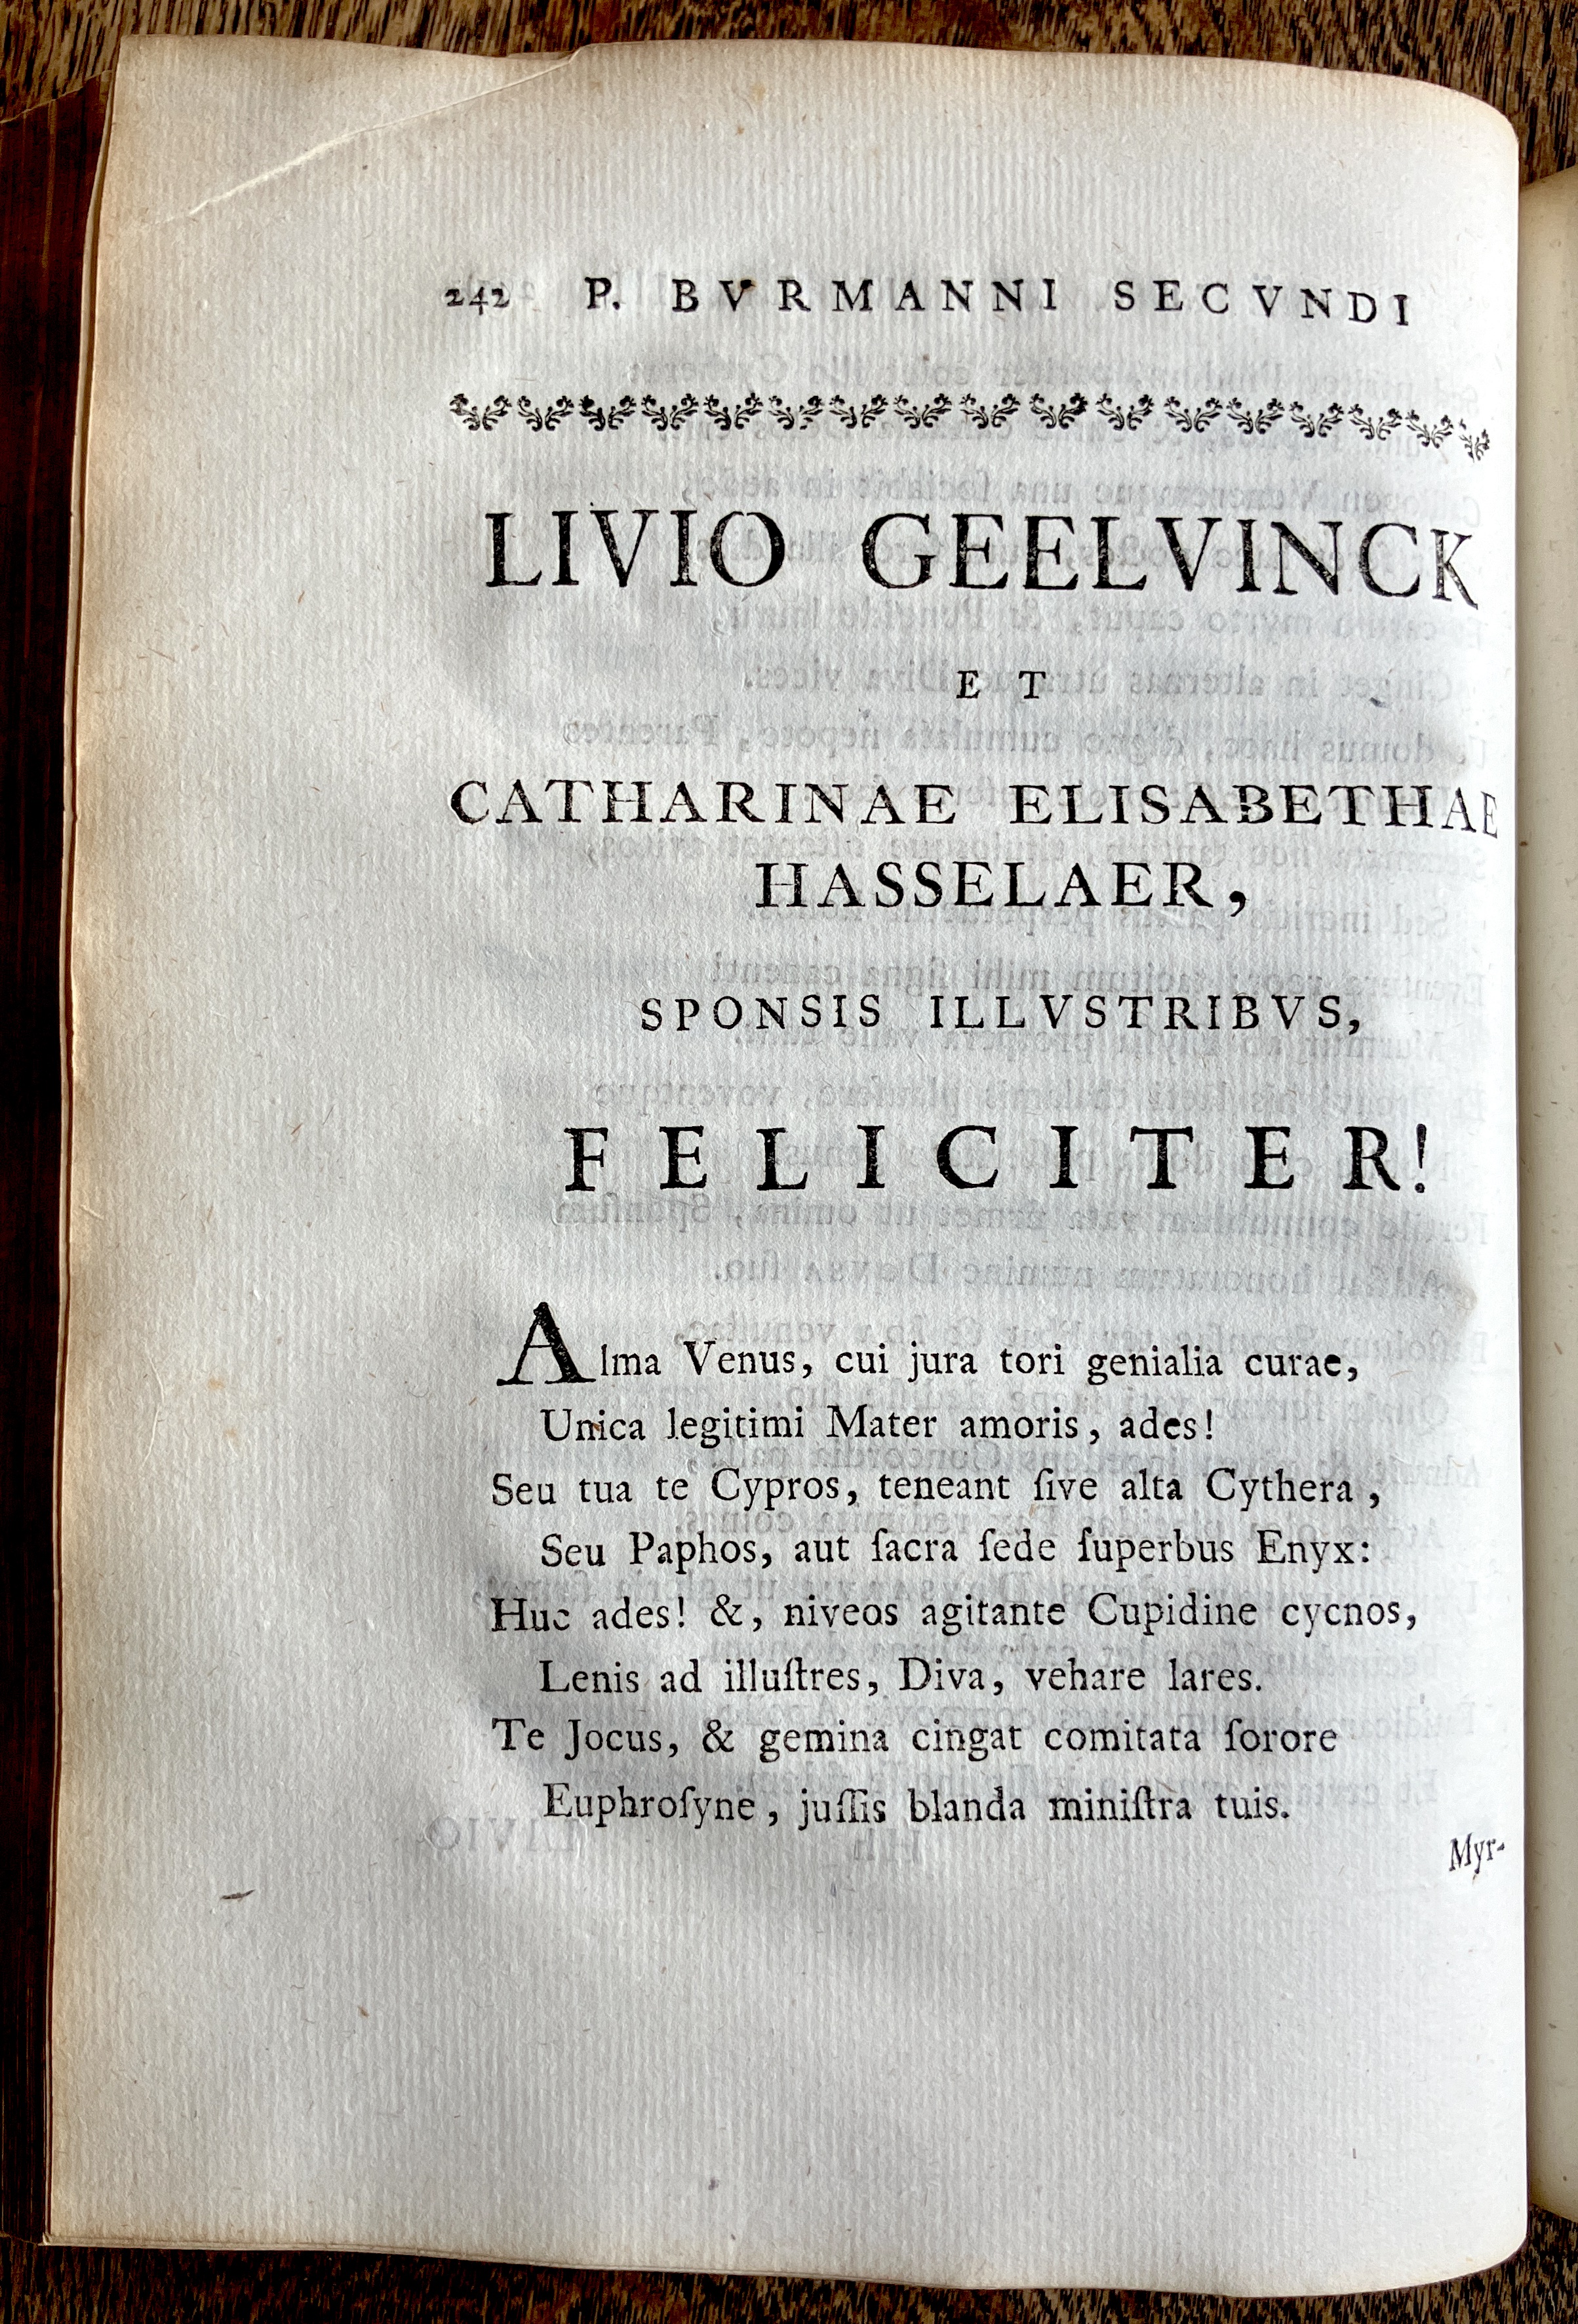 242 P. BVRMANNI SECVNDI
LIVIO GEELVINCK
ET
CATHARINAE ELISABETHAE
HASSELAER,
SPONSIS ILLVSTRIBVS,
FELICITER!
Alma Venus, cui jura tori genialia curae,
Unica legitimi Mater amoris, ades!
Seu tua te Cypros, teneant ſive alta Cythera,
Seu Paphos, aut ſacra ſede ſuperbus Enyx:
Huc ades! &, niveos agitante Cupidine cycnos,
Lenis ad illuſtres, Diva, vehare lares.
Te Jocus, & gemina cingat comitata ſorore
Euphroſyne, juſſis blanda miniſtra tuis.
Myr-